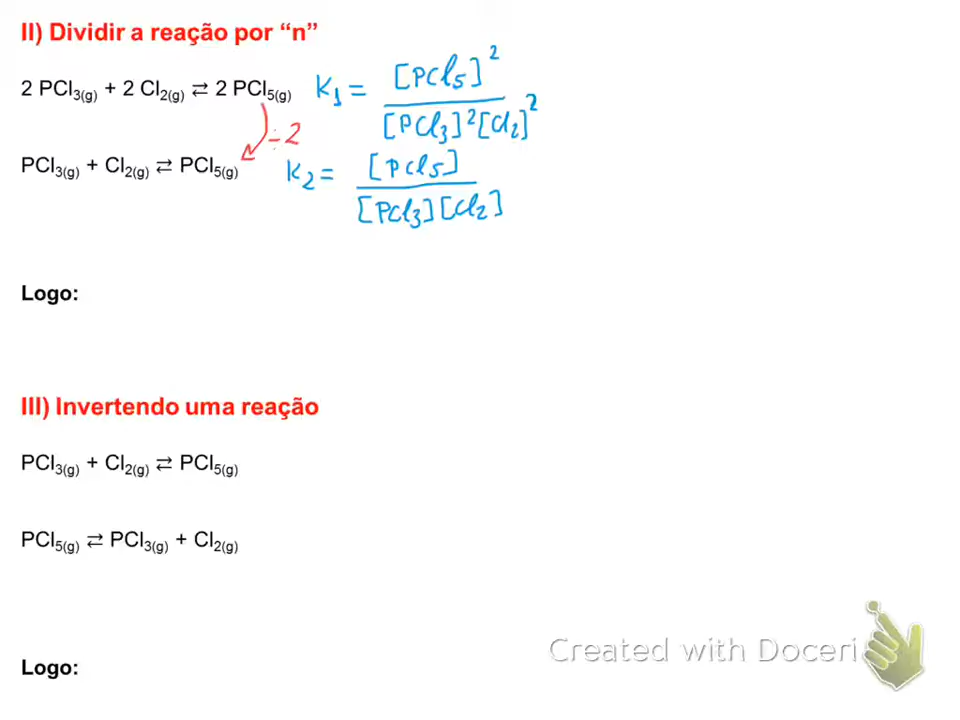 II) Dividir a reação por “n”
2 PCl3(g) + 2 Cl2(g) ⇄ 2 PCl5(g) K1 = [PCl5]² / [PCl3]²[Cl2]²
÷2
PCl3(g) + Cl2(g) ⇄ PCl5(g) K2 = [PCl5] / [PCl3][Cl2]
Logo:
III) Invertendo uma reação
PCl3(g) + Cl2(g) ⇄ PCl5(g)
PCl5(g) ⇄ PCl3(g) + Cl2(g)
Created with Doceri
Logo: